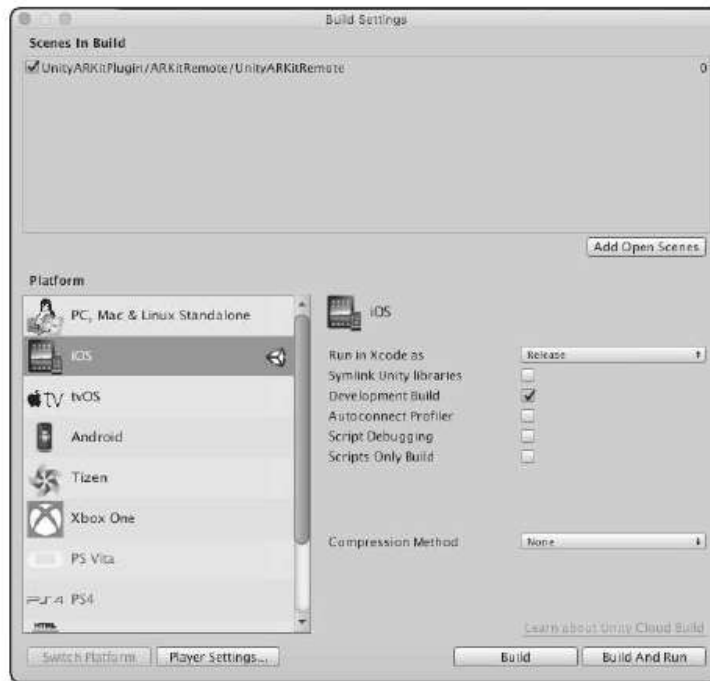 Build Settings
Scenes In Build
UnityARKitPlugin/ARKitRemote/UnityARKitRemote 0
Add Open Scenes
Platform
PC, Mac & Linux Standalone
iOS
tvOS
Android
Tizen
Xbox One
PS Vita
PS4
HTML
iOS
Run in Xcode as Release
Symlink Unity libraries
Development Build
Autoconnect Profiler
Script Debugging
Scripts Only Build
Compression Method None
Learn about Unity Cloud Build
Switch Platform
Player Settings...
Build
Build And Run